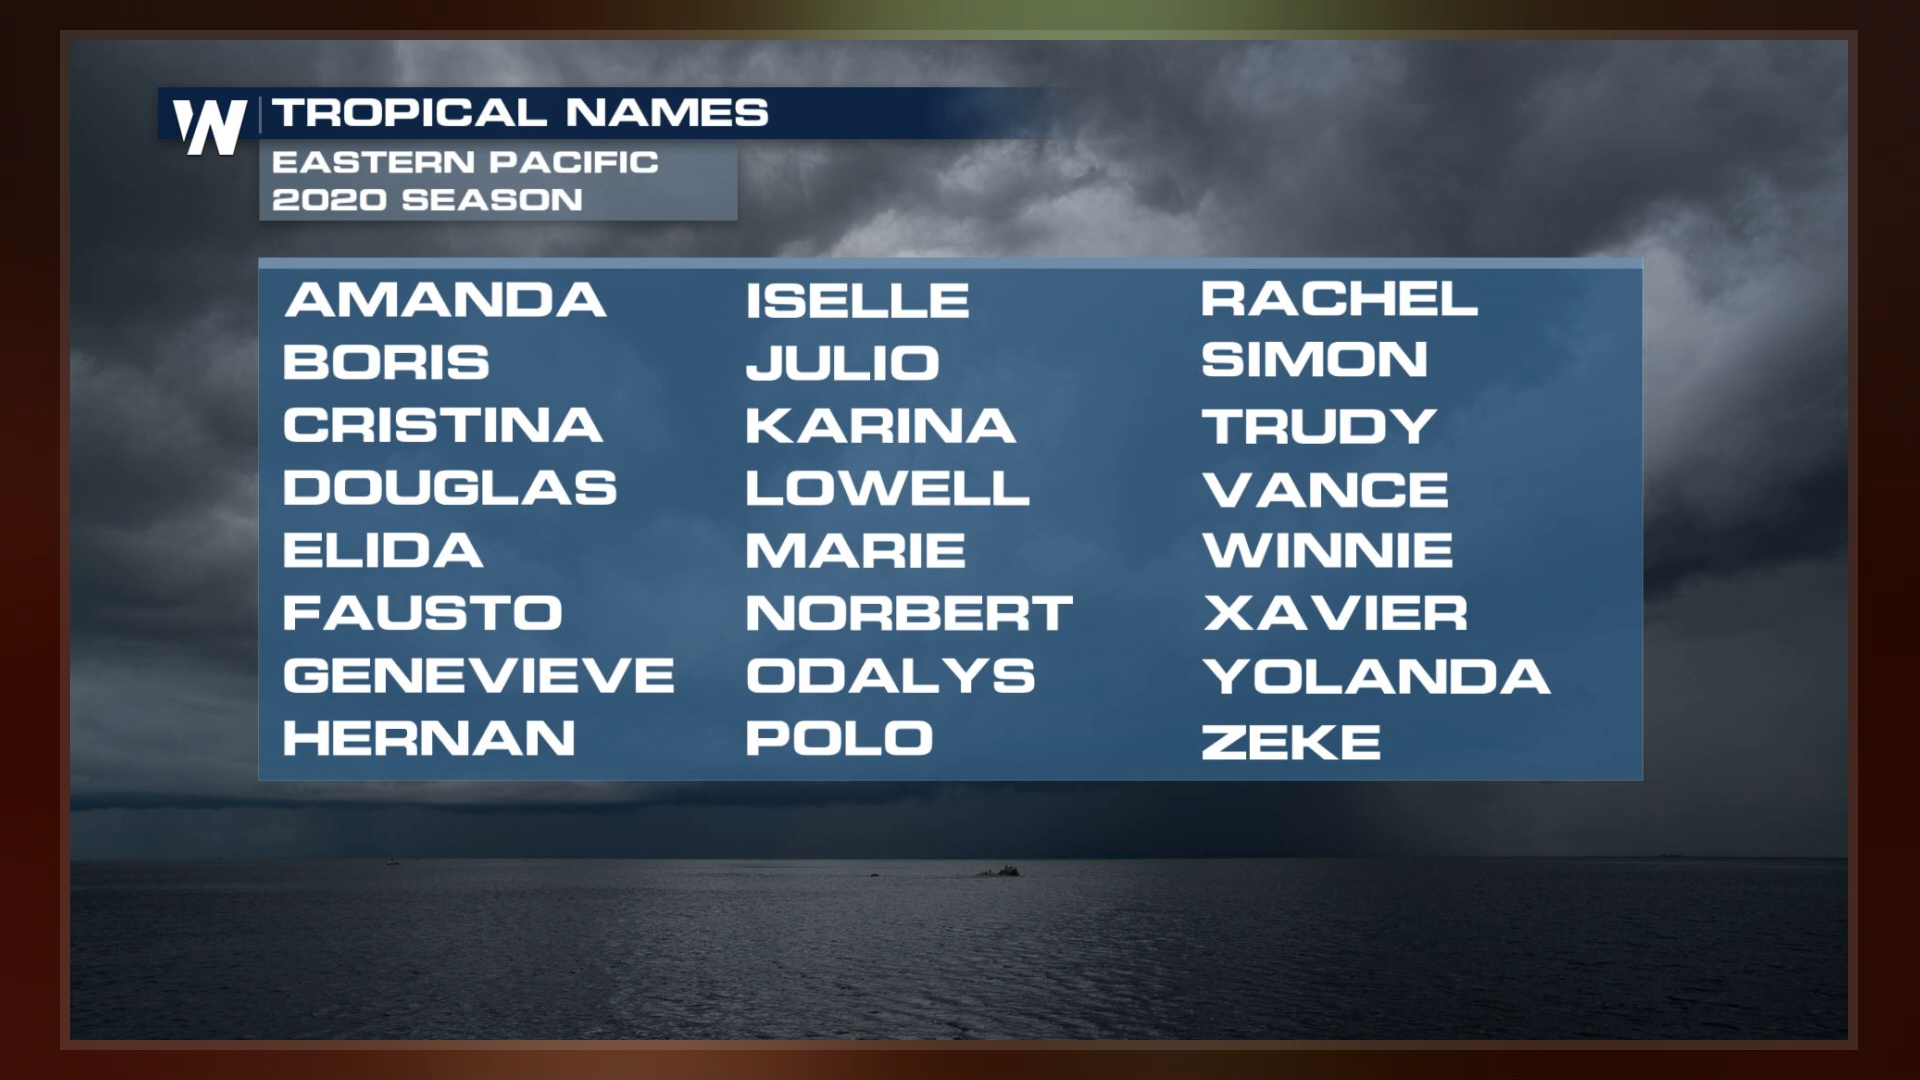 W
TROPICAL NAMES
EASTERN PACIFIC
2020 SEASON
AMANDA
BORIS
CRISTINA
DOUGLAS
ELIDA
FAUSTO
GENEVIEVE
HERNAN
ISELLE
JULIO
KARINA
LOWELL
MARIE
NORBERT
ODALYS
POLO
RACHEL
SIMON
TRUDY
VANCE
WINNIE
XAVIER
YOLANDA
ZEKE